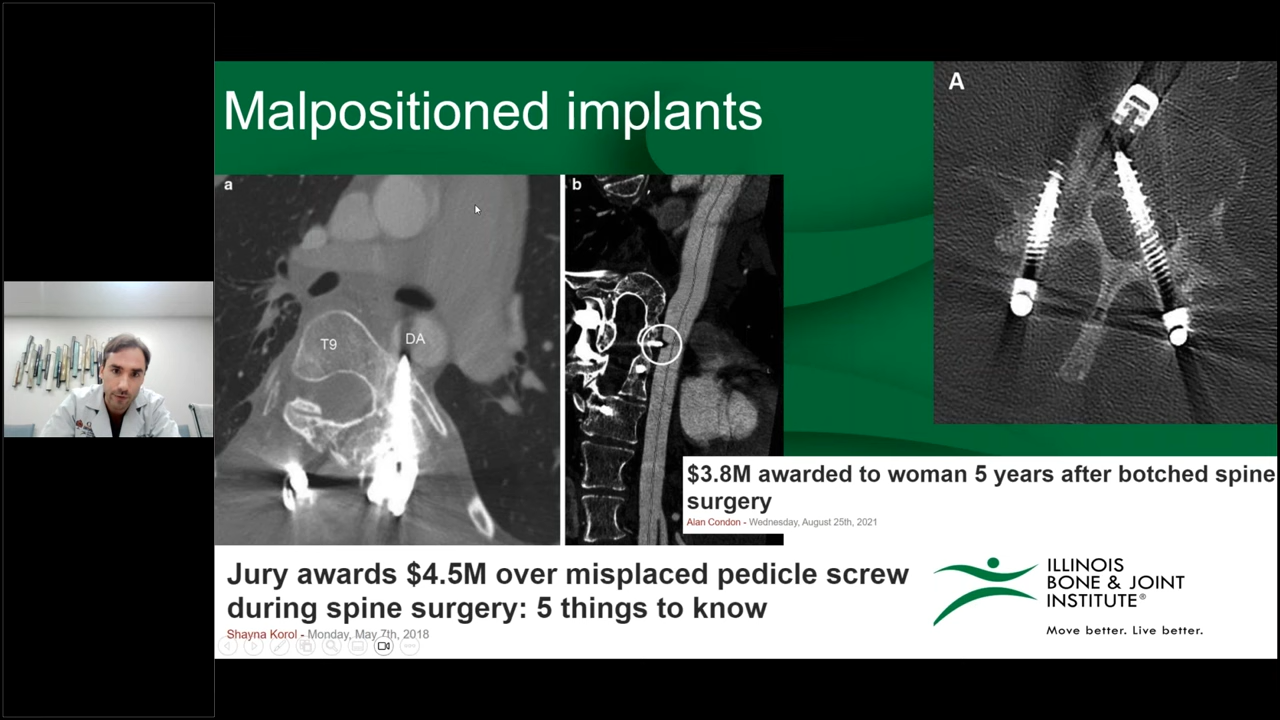 Malpositioned implants
a
b
A
T9
DA
$3.8M awarded to woman 5 years after botched spine
surgery
Alan Condon - Wednesday, August 25th, 2021
Jury awards $4.5M over misplaced pedicle screw
during spine surgery: 5 things to know
Shayna Korol - Monday, May 7th, 2018
ILLINOIS
BONE & JOINT
INSTITUTE®
Move better. Live better.